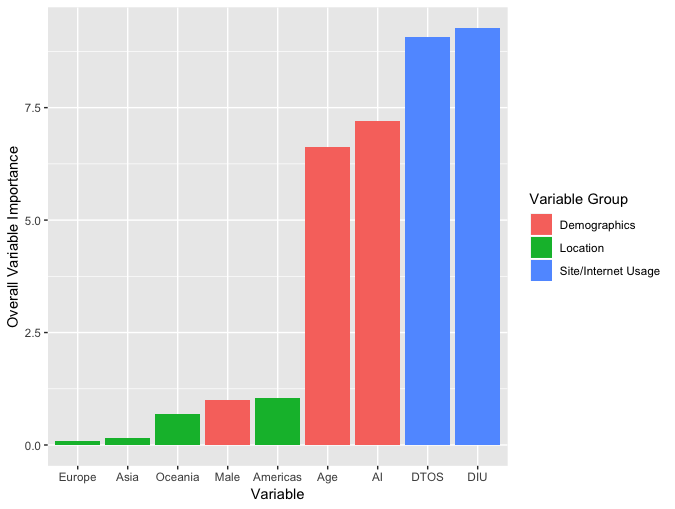 Overall Variable Importance
7.5
5.0
2.5
0.0
Europe Asia Oceania Male Americas Age AI DTOS DIU
Variable
Variable Group
Demographics
Location
Site/Internet Usage